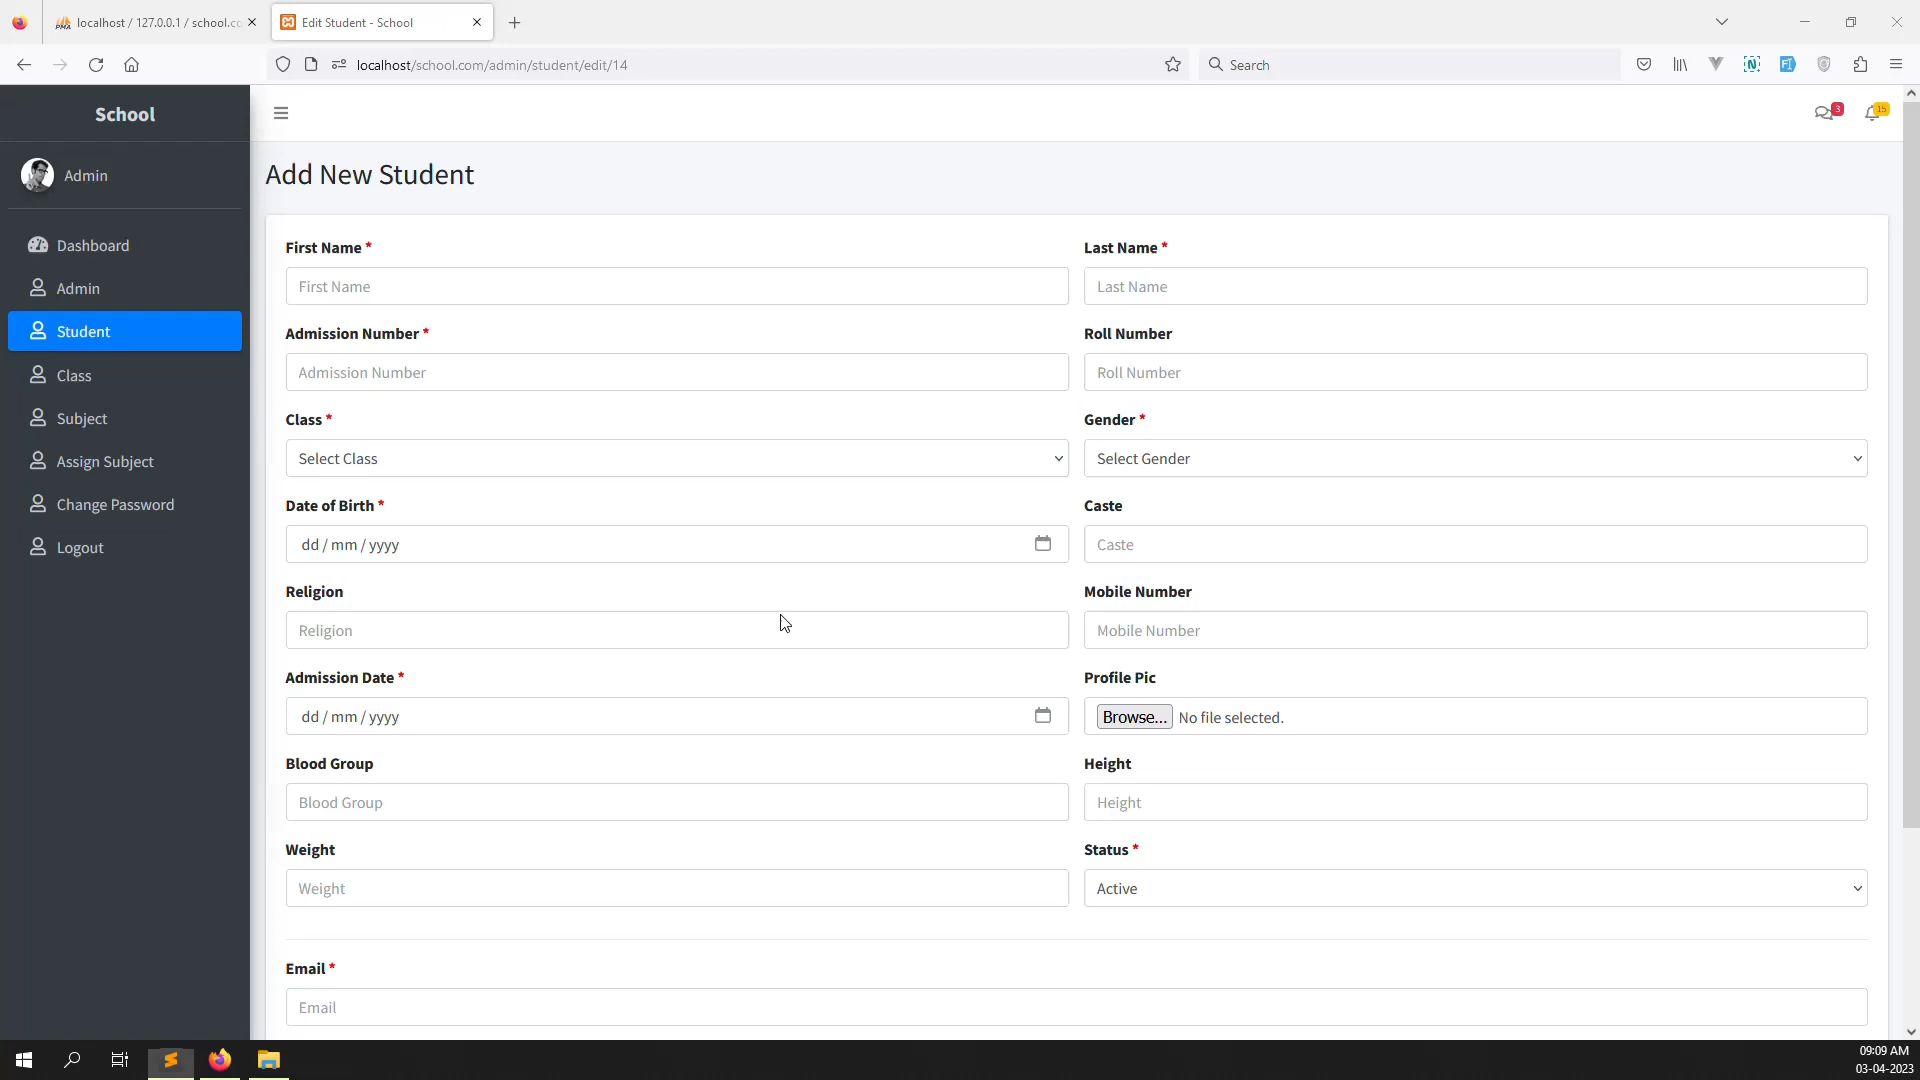 localhost / 127.0.0.1 / school.co
Edit Student - School
localhost/school.com/admin/student/edit/14
Search
School
3
15
Admin
Add New Student
Dashboard
Admin
Student
Class
Subject
Assign Subject
Change Password
Logout
First Name *
Last Name *
First Name
Last Name
Admission Number *
Roll Number
Admission Number
Roll Number
Class *
Gender *
Select Class
Select Gender
Date of Birth *
Caste
dd / mm / yyyy
Caste
Religion
Mobile Number
Religion
Mobile Number
Admission Date *
Profile Pic
dd / mm / yyyy
Browse... No file selected.
Blood Group
Height
Blood Group
Height
Weight
Status *
Weight
Active
Email *
Email
09:09 AM
03-04-2023